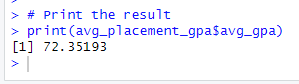 >
> # Print the result
> print(avg_placement_gpa$avg_gpa)
[1] 72.35193
>